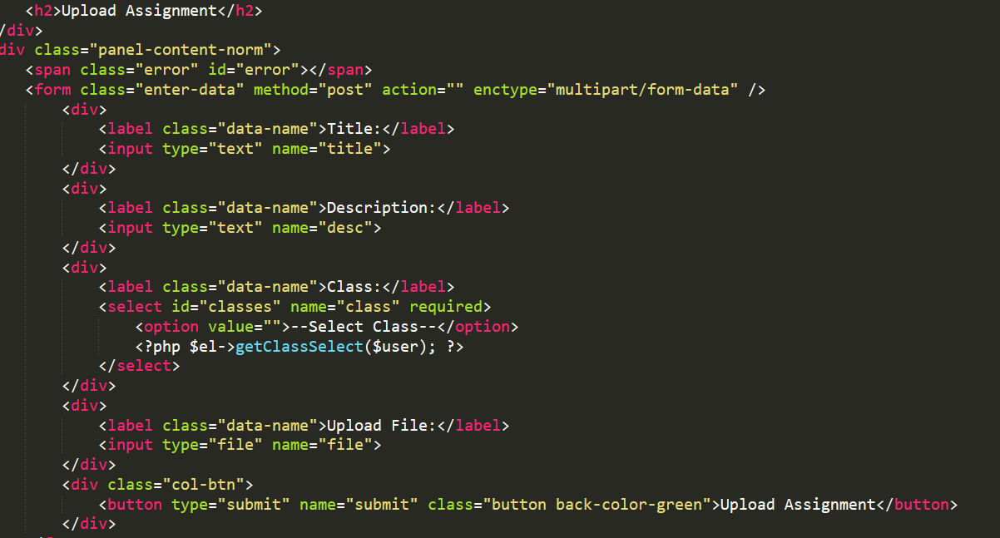 <h2>Upload Assignment</h2>
/div>
div class="panel-content-norm">
<span class="error" id="error"></span>
<form class="enter-data" method="post" action="" enctype="multipart/form-data" />
<div>
<label class="data-name">Title:</label>
<input type="text" name="title">
</div>
<div>
<label class="data-name">Description:</label>
<input type="text" name="desc">
</div>
<div>
<label class="data-name">Class:</label>
<select id="classes" name="class" required>
<option value="">--Select Class--</option>
<?php $el->getClassSelect($user); ?>
</select>
</div>
<div>
<label class="data-name">Upload File:</label>
<input type="file" name="file">
</div>
<div class="col-btn">
<button type="submit" name="submit" class="button back-color-green">Upload Assignment</button>
</div>